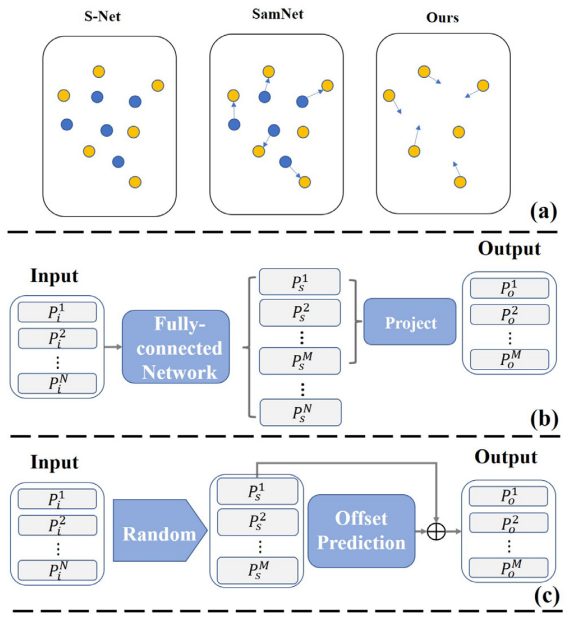 S-Net SamNet Ours
(a)
Input Output
P_i^1 P_s^1 P_o^1
P_i^2 P_s^2 P_o^2
⋮ ⋮ ⋮
P_i^N P_s^M P_o^M
⋮
P_s^N
Fully-
connected
Network
Project
(b)
Input Output
P_i^1 P_s^1 P_o^1
P_i^2 P_s^2 P_o^2
⋮ ⋮ ⋮
P_i^N P_s^M P_o^M
Random
Offset
Prediction
(c)